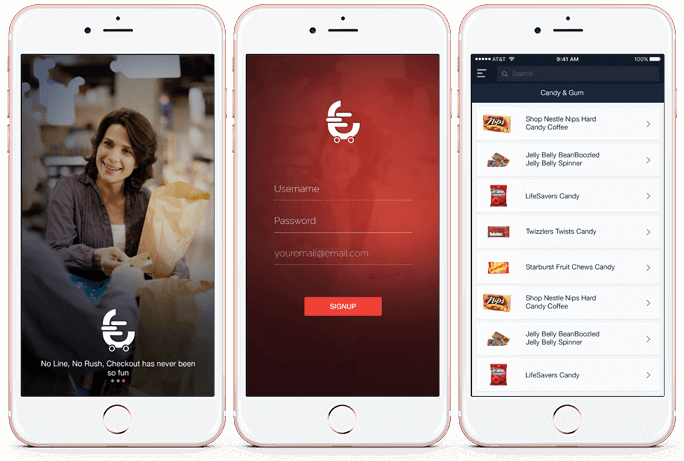 No Line, No Rush, Checkout has never been
so fun
Username
Password
youremail@email.com
SIGNUP
AT&T
9:41 AM
100%
Search
Candy & Gum
Shop Nestle Nips Hard
Candy Coffee
Jelly Belly BeanBoozled
Jelly Belly Spinner
LifeSavers Candy
Twizzlers Twists Candy
Starburst Fruit Chews Candy
Shop Nestle Nips Hard
Candy Coffee
Jelly Belly BeanBoozled
Jelly Belly Spinner
LifeSavers Candy